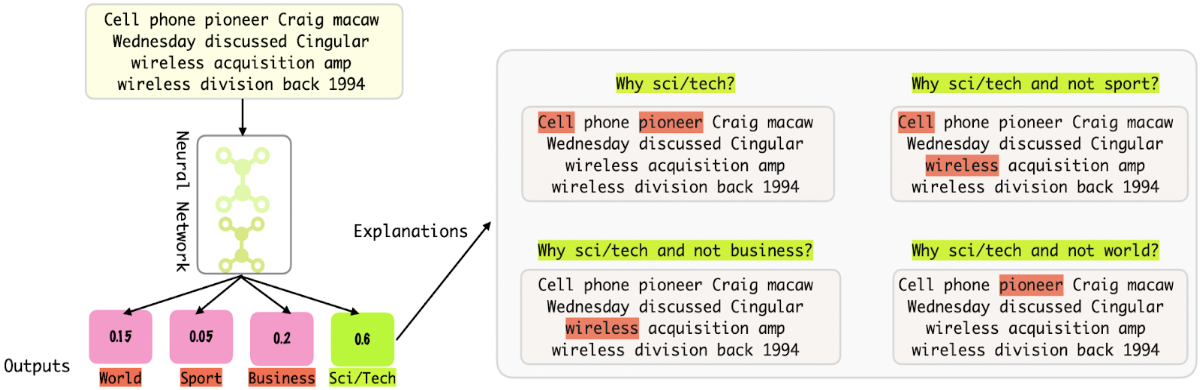 Cell phone pioneer Craig macaw
Wednesday discussed Cingular
wireless acquisition amp
wireless division back 1994
Neural Network
Explanations
0.15
0.05
0.2
0.6
Outputs
World
Sport
Business
Sci/Tech
Why sci/tech?
Cell phone pioneer Craig macaw
Wednesday discussed Cingular
wireless acquisition amp
wireless division back 1994
Why sci/tech and not sport?
Cell phone pioneer Craig macaw
Wednesday discussed Cingular
wireless acquisition amp
wireless division back 1994
Why sci/tech and not business?
Cell phone pioneer Craig macaw
Wednesday discussed Cingular
wireless acquisition amp
wireless division back 1994
Why sci/tech and not world?
Cell phone pioneer Craig macaw
Wednesday discussed Cingular
wireless acquisition amp
wireless division back 1994